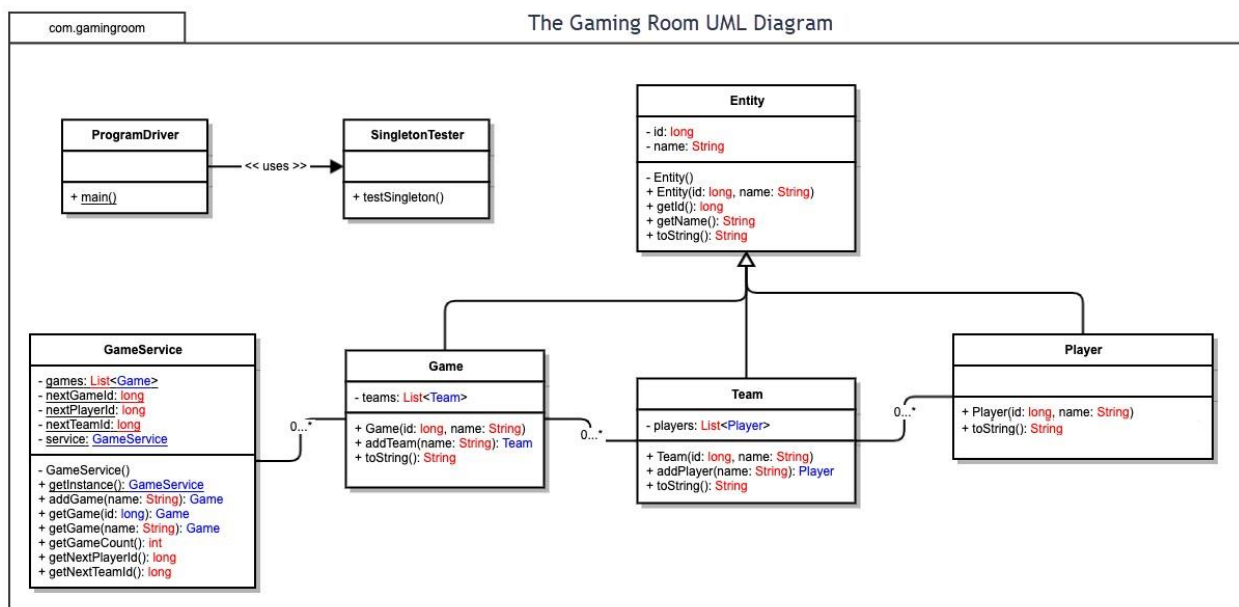 com.gamingroom
The Gaming Room UML Diagram
ProgramDriver
+ main()
<< uses >>
SingletonTester
+ testSingleton()
Entity
- id: long
- name: String
- Entity()
+ Entity(id: long, name: String)
+ getId(): long
+ getName(): String
+ toString(): String
GameService
- games: List<Game>
- nextGameId: long
- nextPlayerId: long
- nextTeamId: long
- service: GameService
- GameService()
+ getInstance(): GameService
+ addGame(name: String): Game
+ getGame(id: long): Game
+ getGame(name: String): Game
+ getGameCount(): int
+ getNextPlayerId(): long
+ getNextTeamId(): long
0...*
Game
- teams: List<Team>
+ Game(id: long, name: String)
+ addTeam(name: String): Team
+ toString(): String
0...*
Team
- players: List<Player>
+ Team(id: long, name: String)
+ addPlayer(name: String): Player
+ toString(): String
0...*
Player
+ Player(id: long, name: String)
+ toString(): String